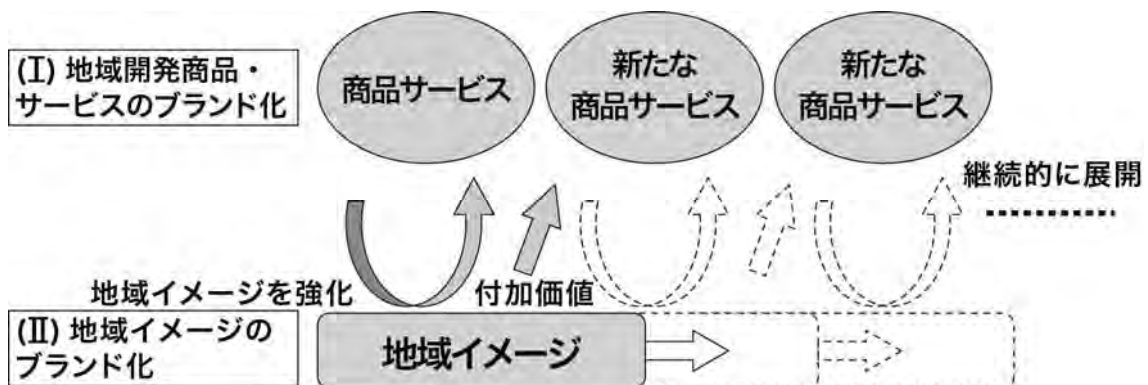 (Ⅰ) 地域開発商品・
サービスのブランド化
商品サービス
新たな
商品サービス
新たな
商品サービス
継続的に展開
地域イメージを強化
付加価値
(Ⅱ) 地域イメージの
ブランド化
地域イメージ